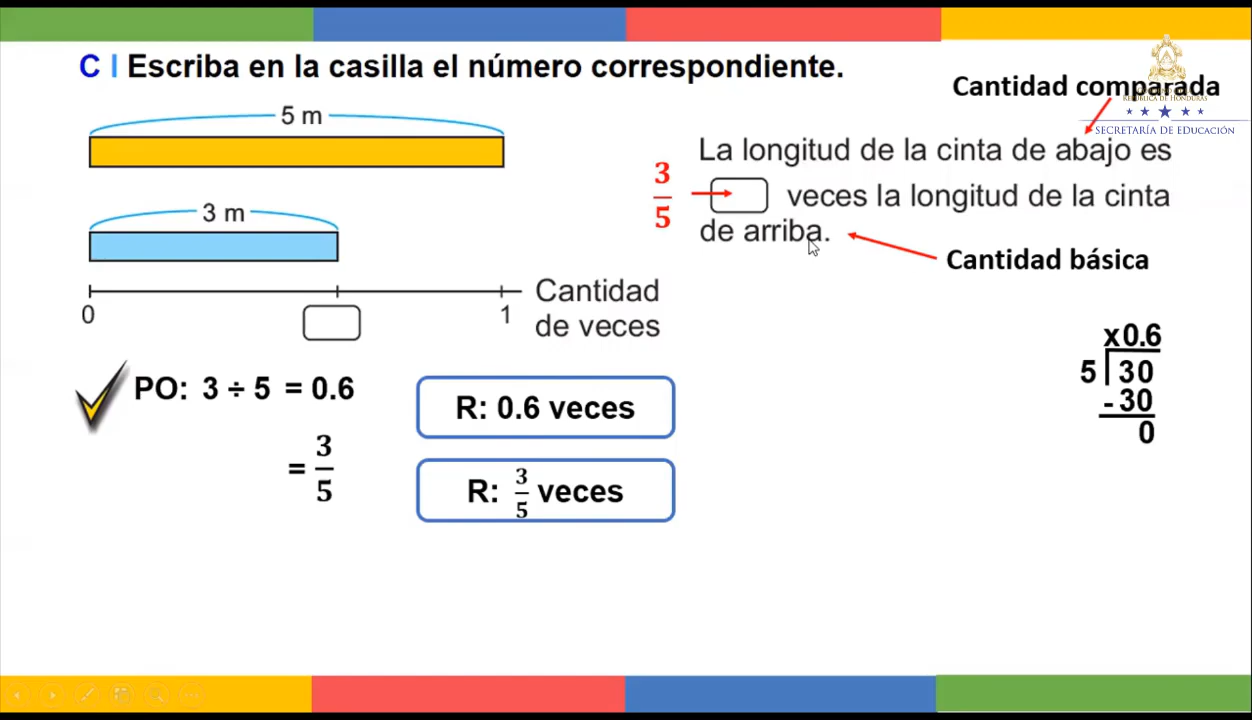 C I Escriba en la casilla el número correspondiente.
Cantidad comparada
REPÚBLICA DE HONDURAS
SECRETARÍA DE EDUCACIÓN
5 m
La longitud de la cinta de abajo es
3/5
veces la longitud de la cinta
de arriba.
Cantidad básica
3 m
0
1
Cantidad
de veces
PO: 3 ÷ 5 = 0.6
= 3/5
R: 0.6 veces
R: 3/5 veces
x0.6
5 30
- 30
0